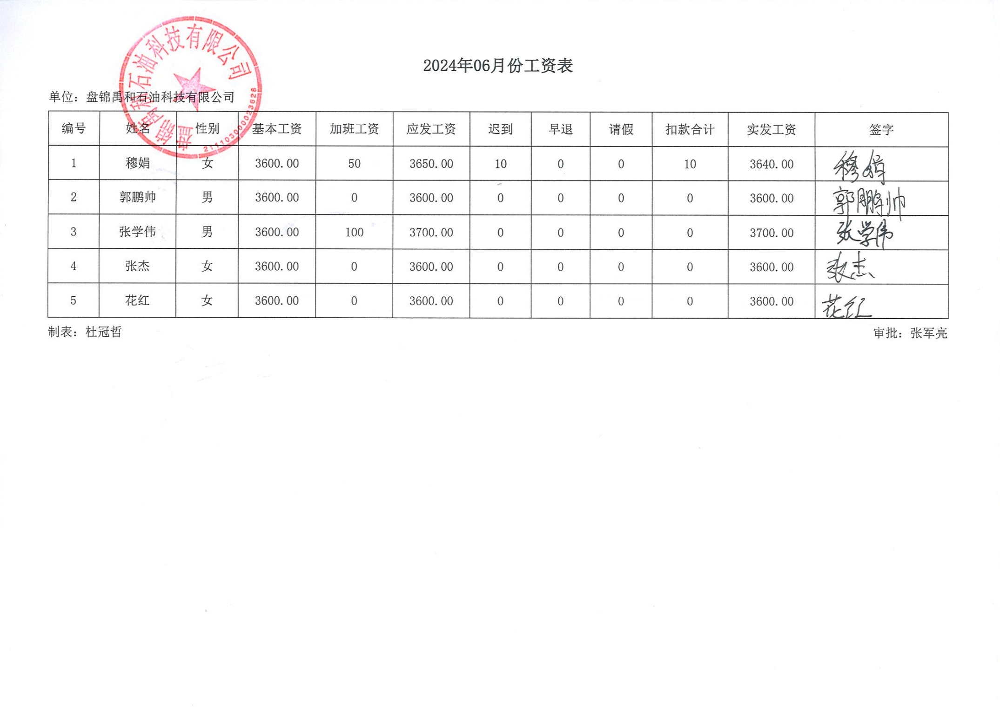 2024年06月份工资表
盘锦禹和石油科技有限公司
2111030000023628
单位：盘锦禹和石油科技有限公司
编号 姓名 性别 基本工资 加班工资 应发工资 迟到 早退 请假 扣款合计 实发工资 签字
1 穆娟 女 3600.00 50 3650.00 10 0 0 10 3640.00 穆娟
2 郭鹏帅 男 3600.00 0 3600.00 0 0 0 0 3600.00 郭鹏帅
3 张学伟 男 3600.00 100 3700.00 0 0 0 0 3700.00 张学伟
4 张杰 女 3600.00 0 3600.00 0 0 0 0 3600.00 张杰
5 花红 女 3600.00 0 3600.00 0 0 0 0 3600.00 花红
制表：杜冠哲 审批：张军亮